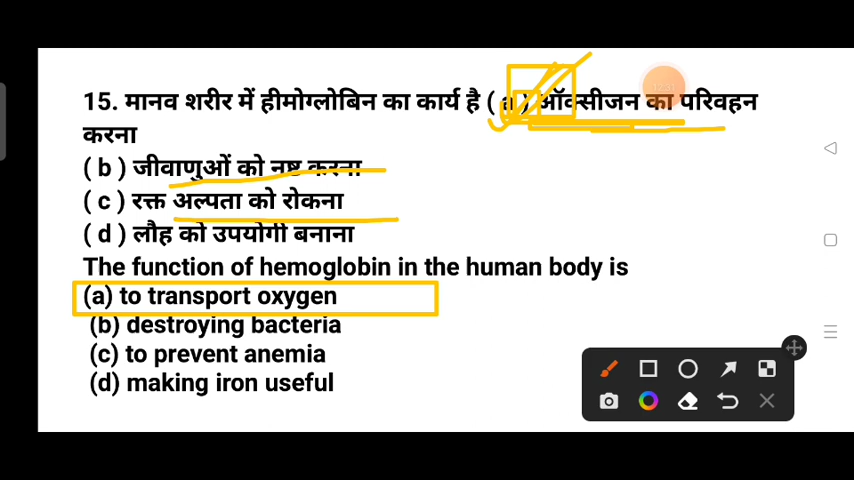 15. मानव शरीर में हीमोग्लोबिन का कार्य है ( a ) ऑक्सीजन का परिवहन
करना
( b ) जीवाणुओं को नष्ट करना
( c ) रक्त अल्पता को रोकना
( d ) लौह को उपयोगी बनाना
The function of hemoglobin in the human body is
(a) to transport oxygen
(b) destroying bacteria
(c) to prevent anemia
(d) making iron useful